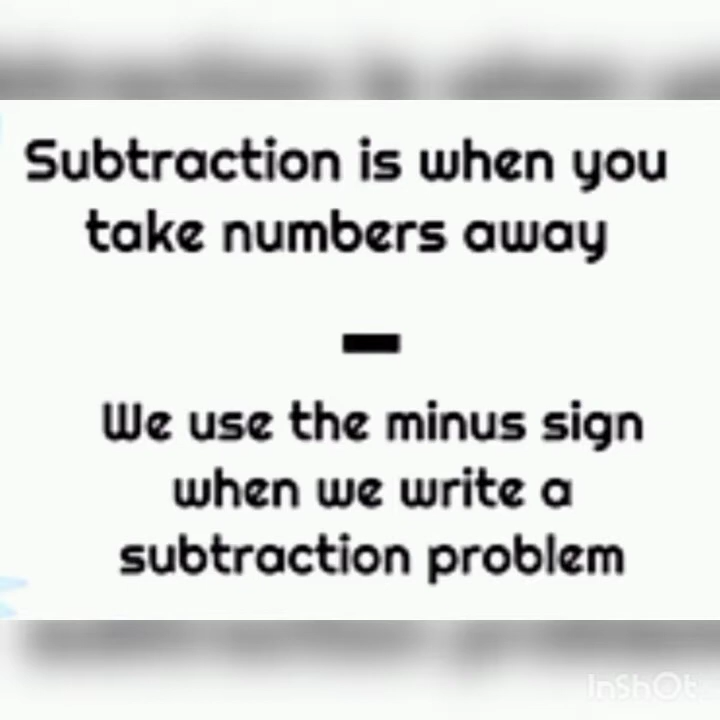 Subtraction is when you
take numbers away
-
We use the minus sign
when we write a
subtraction problem
InShOt